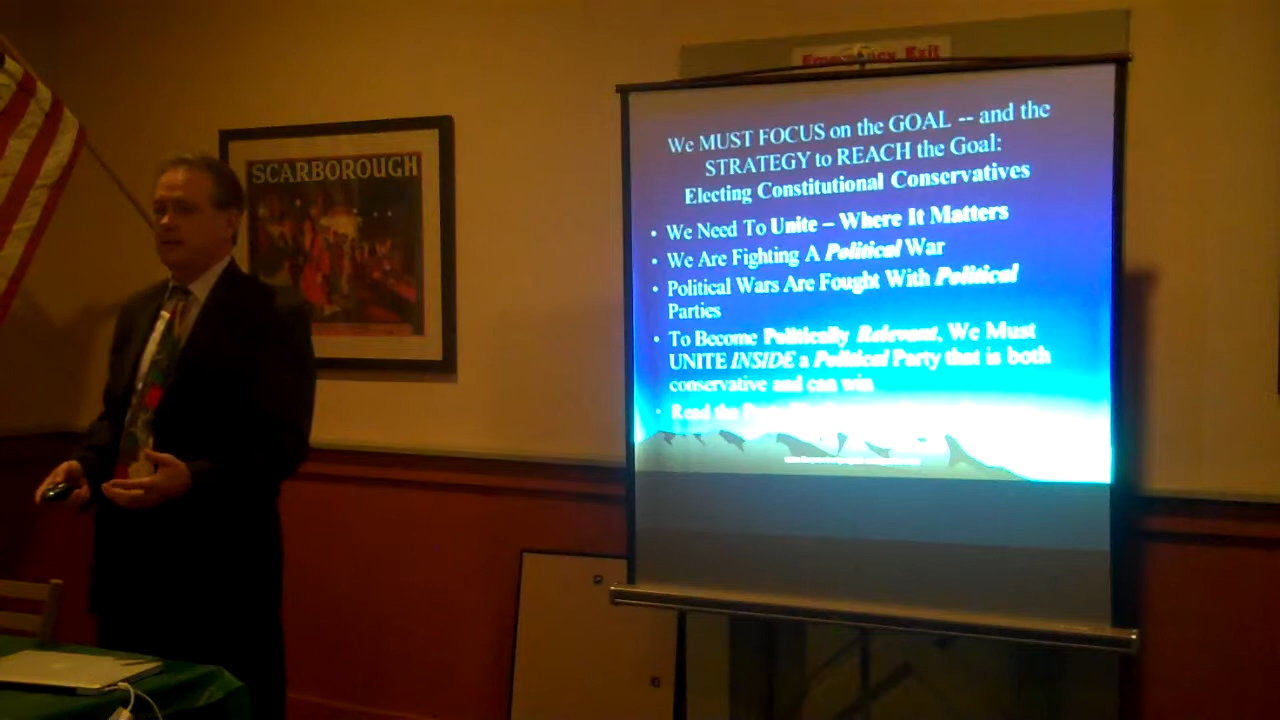 Emergency Exit
SCARBOROUGH
We MUST FOCUS on the GOAL -- and the
STRATEGY to REACH the Goal:
Electing Constitutional Conservatives
• We Need To Unite – Where It Matters
• We Are Fighting A Political War
• Political Wars Are Fought With Political
Parties
• To Become Politically Relevant, We Must
UNITE INSIDE a Political Party that is both
conservative and can win
• Read the